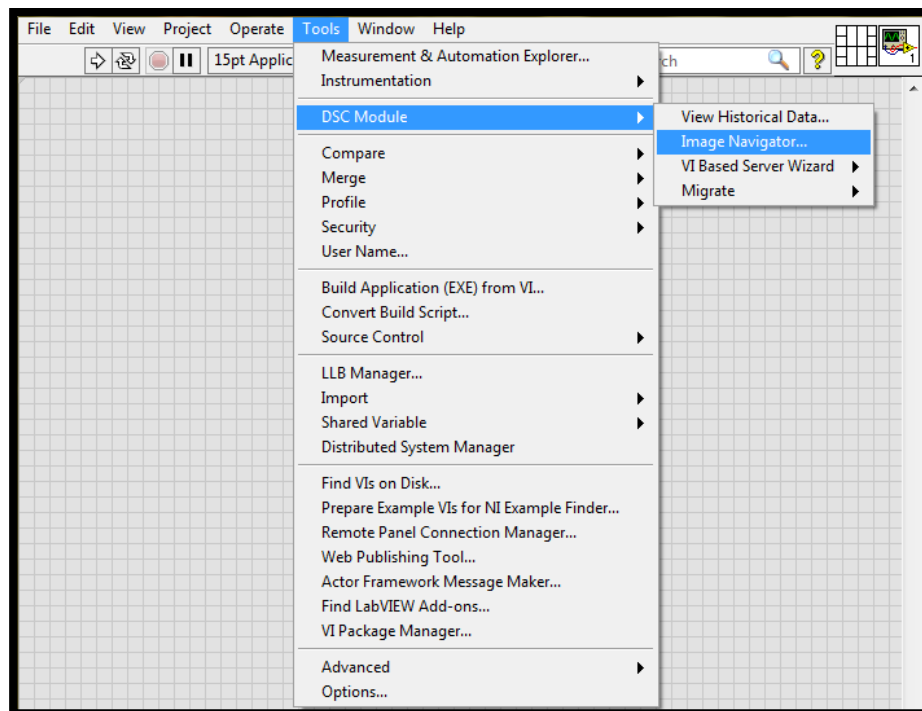 File Edit View Project Operate Tools Window Help
15pt Applic
Measurement & Automation Explorer...
Instrumentation
DSC Module
View Historical Data...
Image Navigator...
VI Based Server Wizard
Migrate
Compare
Merge
Profile
Security
User Name...
Build Application (EXE) from VI...
Convert Build Script...
Source Control
LLB Manager...
Import
Shared Variable
Distributed System Manager
Find VIs on Disk...
Prepare Example VIs for NI Example Finder...
Remote Panel Connection Manager...
Web Publishing Tool...
Actor Framework Message Maker...
Find LabVIEW Add-ons...
VI Package Manager...
Advanced
Options...